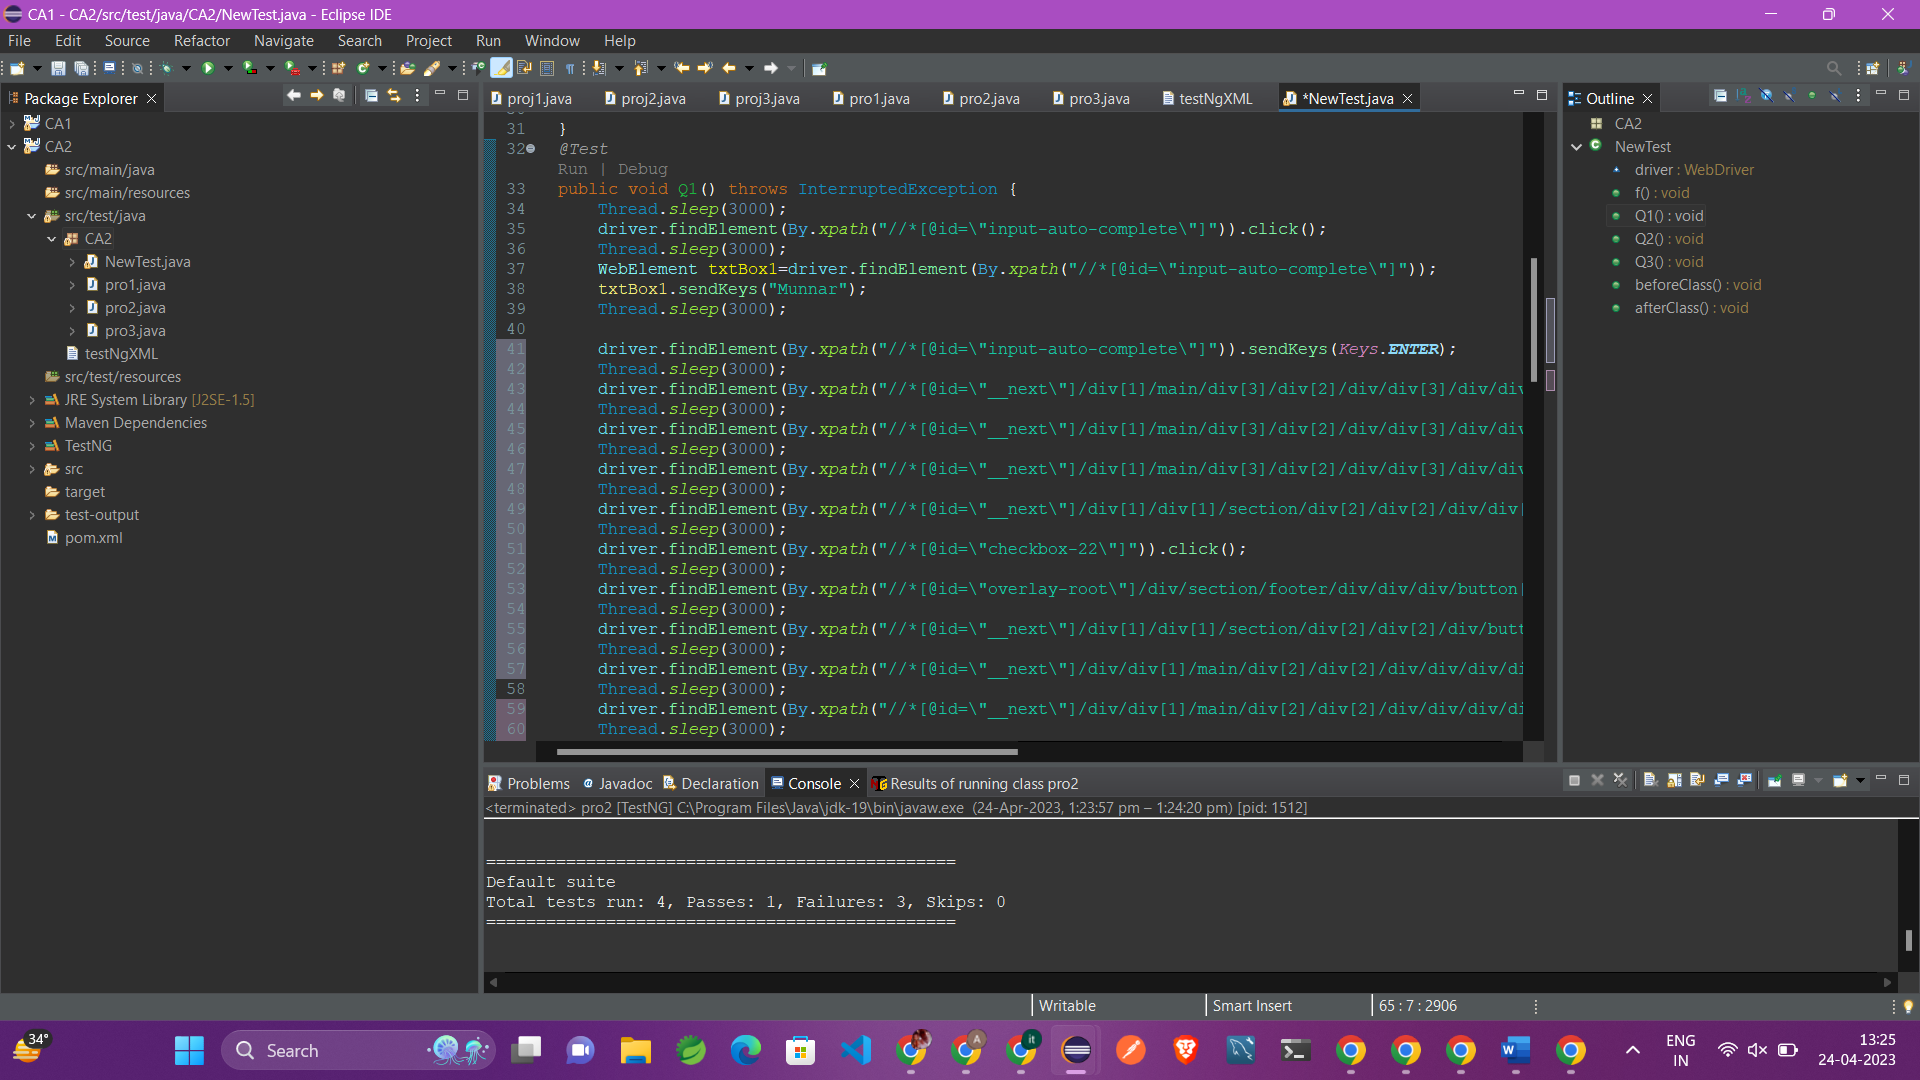 CA1 - CA2/src/test/java/CA2/NewTest.java - Eclipse IDE
File Edit Source Refactor Navigate Search Project Run Window Help
Package Explorer
CA1
CA2
src/main/java
src/main/resources
src/test/java
CA2
NewTest.java
pro1.java
pro2.java
pro3.java
testNgXML
src/test/resources
JRE System Library [J2SE-1.5]
Maven Dependencies
TestNG
src
target
test-output
pom.xml
proj1.java proj2.java proj3.java pro1.java pro2.java pro3.java testNgXML *NewTest.java
31 }
32 @Test
Run | Debug
33 public void Q1() throws InterruptedException {
34 Thread.sleep(3000);
35 driver.findElement(By.xpath("//*[@id=\"input-auto-complete\"]")).click();
36 Thread.sleep(3000);
37 WebElement txtBox1=driver.findElement(By.xpath("//*[@id=\"input-auto-complete\"]"));
38 txtBox1.sendKeys("Munnar");
39 Thread.sleep(3000);
40
41 driver.findElement(By.xpath("//*[@id=\"input-auto-complete\"]")).sendKeys(Keys.ENTER);
42 Thread.sleep(3000);
43 driver.findElement(By.xpath("//*[@id=\"__next\"]/div[1]/main/div[3]/div[2]/div/div[3]/div/div
44 Thread.sleep(3000);
45 driver.findElement(By.xpath("//*[@id=\"__next\"]/div[1]/main/div[3]/div[2]/div/div[3]/div/div
46 Thread.sleep(3000);
47 driver.findElement(By.xpath("//*[@id=\"__next\"]/div[1]/main/div[3]/div[2]/div/div[3]/div/div
48 Thread.sleep(3000);
49 driver.findElement(By.xpath("//*[@id=\"__next\"]/div[1]/div[1]/section/div[2]/div[2]/div/div[
50 Thread.sleep(3000);
51 driver.findElement(By.xpath("//*[@id=\"checkbox-22\"]")).click();
52 Thread.sleep(3000);
53 driver.findElement(By.xpath("//*[@id=\"overlay-root\"]/div/section/footer/div/div/div/button[
54 Thread.sleep(3000);
55 driver.findElement(By.xpath("//*[@id=\"__next\"]/div[1]/div[1]/section/div[2]/div[2]/div/butt
56 Thread.sleep(3000);
57 driver.findElement(By.xpath("//*[@id=\"__next\"]/div/div[1]/main/div[2]/div[2]/div/div/div/di
58 Thread.sleep(3000);
59 driver.findElement(By.xpath("//*[@id=\"__next\"]/div/div[1]/main/div[2]/div[2]/div/div/div/di
60 Thread.sleep(3000);
Outline
CA2
NewTest
driver : WebDriver
f() : void
Q1() : void
Q2() : void
Q3() : void
beforeClass() : void
afterClass() : void
Problems Javadoc Declaration Console Results of running class pro2
<terminated> pro2 [TestNG] C:\Program Files\Java\jdk-19\bin\javaw.exe (24-Apr-2023, 1:23:57 pm – 1:24:20 pm) [pid: 1512]
===============================================
Default suite
Total tests run: 4, Passes: 1, Failures: 3, Skips: 0
===============================================
Writable Smart Insert 65 : 7 : 2906
34° Search ENG 13:25
IN 24-04-2023